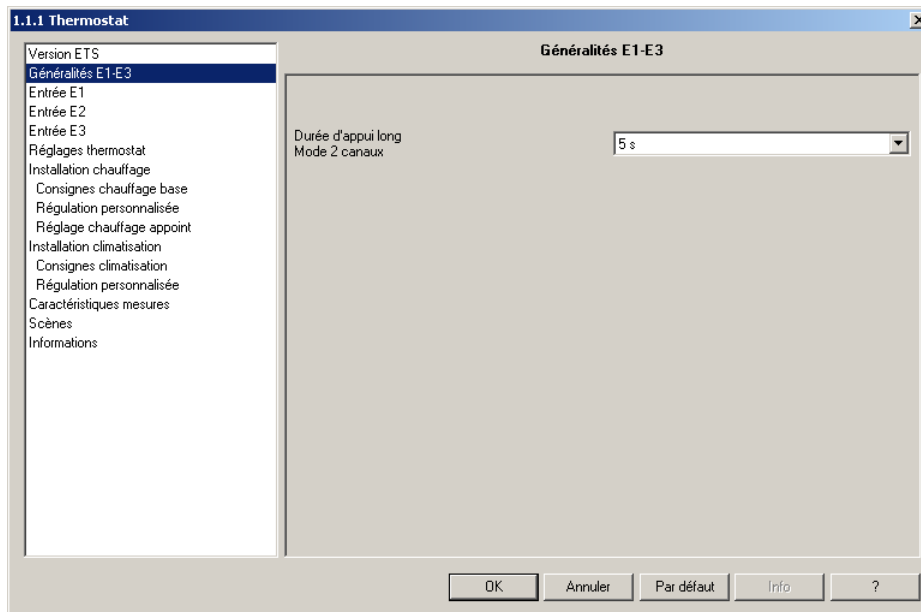 1.1.1 Thermostat
Version ETS
Généralités E1-E3
Entrée E1
Entrée E2
Entrée E3
Réglages thermostat
Installation chauffage
Consignes chauffage base
Régulation personnalisée
Réglage chauffage appoint
Installation climatisation
Consignes climatisation
Régulation personnalisée
Caractéristiques mesures
Scènes
Informations
Généralités E1-E3
Durée d'appui long
Mode 2 canaux
5 s
OK
Annuler
Par défaut
Info
?